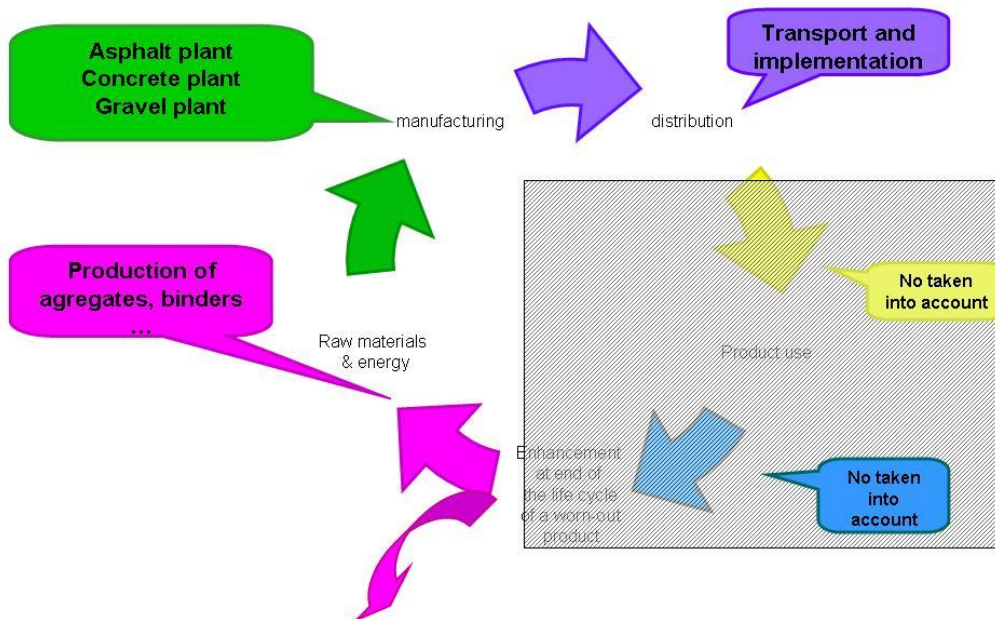 Asphalt plant
Concrete plant
Gravel plant
Transport and
implementation
manufacturing
distribution
Production of
agregates, binders
...
No taken
into account
Raw materials
& energy
Product use
Enhancement
at end of
the life cycle
of a worn-out
product
No taken
into
account